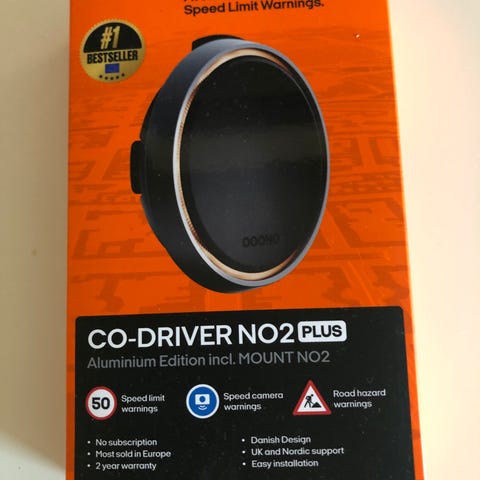 Speed Limit Warnings.
#1
BESTSELLER
OOONO
CO-DRIVER NO2 PLUS
Aluminium Edition incl. MOUNT NO2
50
Speed limit
warnings
Speed camera
warnings
Road hazard
warnings
• No subscription
• Most sold in Europe
• 2 year warranty
• Danish Design
• UK and Nordic support
• Easy installation